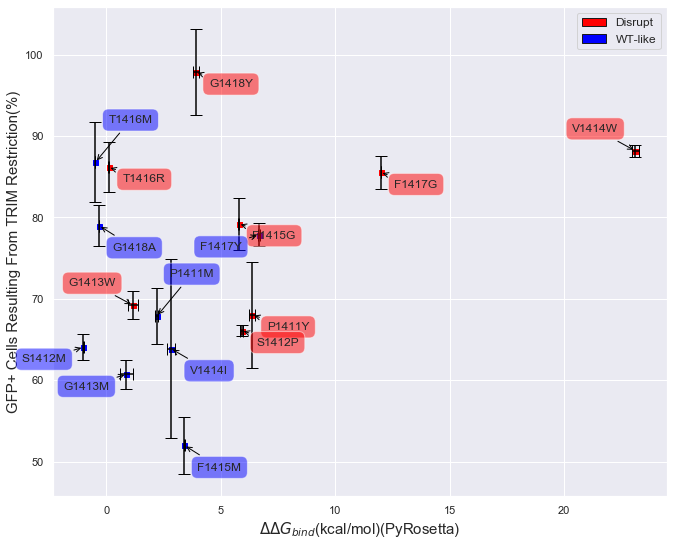 Disrupt
WT-like
GFP+ Cells Resulting From TRIM Restriction(%)
100
90
80
70
60
50
G1418Y
T1416M
V1414W
T1416R
F1417G
G1418A
F1417Y
F1415G
P1411M
G1413W
P1411Y
S1412P
S1412M
V1414I
G1413M
F1415M
0
5
10
15
20
ΔΔG_bind(kcal/mol)(PyRosetta)